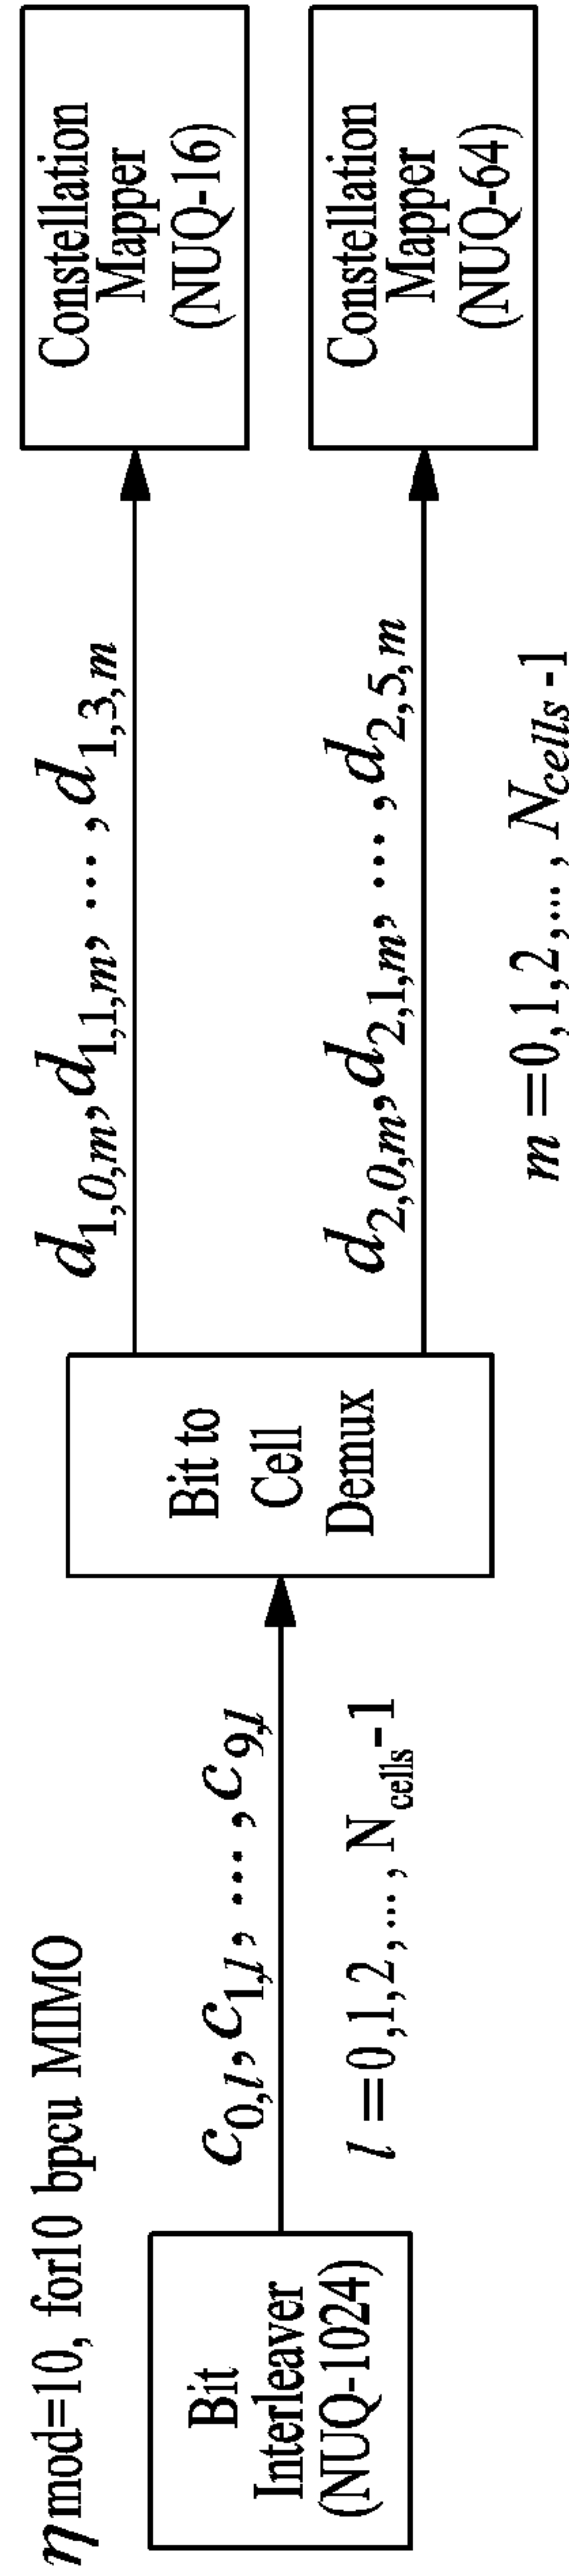 η mod=10, for10 bpcu MIMO
Bit
Interleaver
(NUQ-1024)
c0,l, c1,l, ..., c9,l
l =0,1,2,..., Ncells-1
Bit to
Cell
Demux
d1,0,m, d1,1,m, ..., d1,3,m
d2,0,m, d2,1,m, ..., d2,5,m
m =0,1,2,..., Ncells-1
Constellation
Mapper
(NUQ-16)
Constellation
Mapper
(NUQ-64)